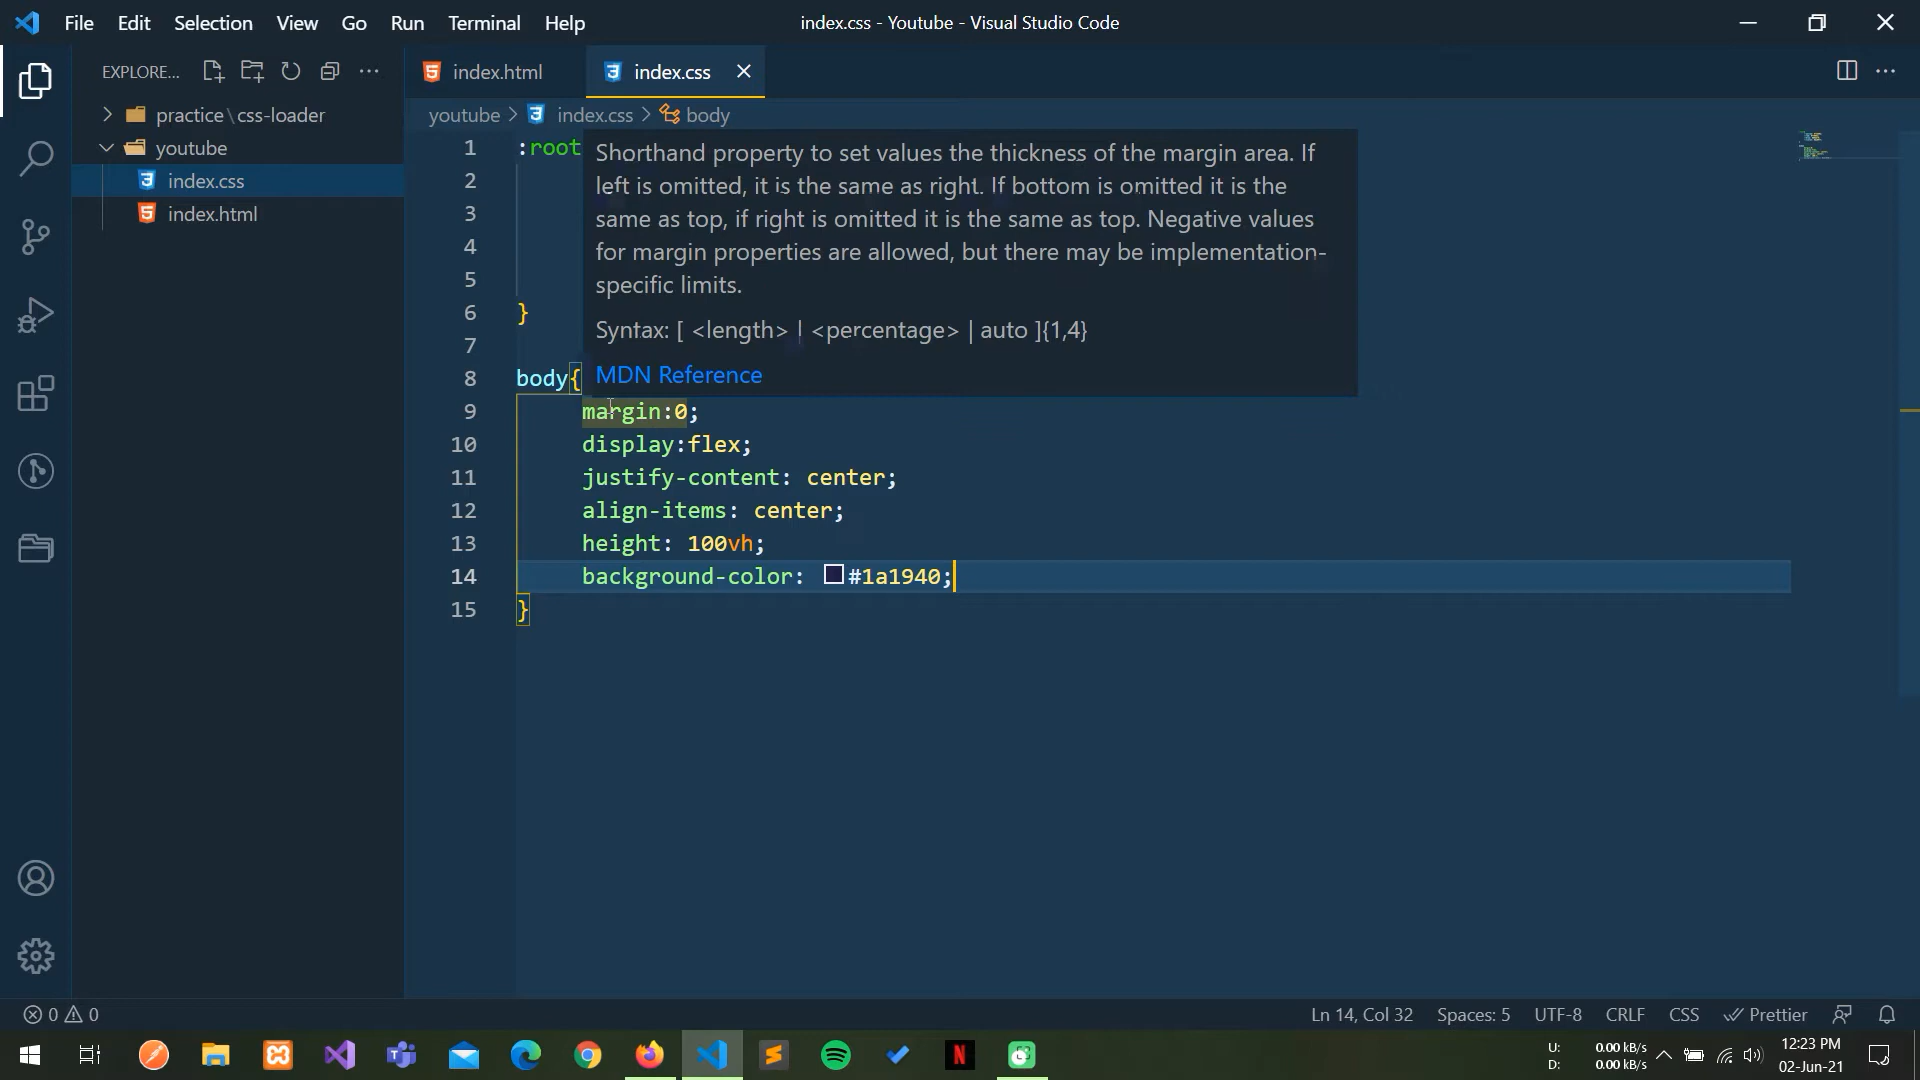 File Edit Selection View Go Run Terminal Help
index.css - Youtube - Visual Studio Code
EXPLORE...
index.html
index.css
practice\css-loader
youtube
index.css
index.html
youtube > index.css > body
1 :root
2
3
4
5
6 }
7
8 body{
9 margin:0;
10 display:flex;
11 justify-content: center;
12 align-items: center;
13 height: 100vh;
14 background-color: #1a1940;
15 }
Shorthand property to set values the thickness of the margin area. If
left is omitted, it is the same as right. If bottom is omitted it is the
same as top, if right is omitted it is the same as top. Negative values
for margin properties are allowed, but there may be implementation-
specific limits.
Syntax: [ <length> | <percentage> | auto ]{1,4}
MDN Reference
0 0
Ln 14, Col 32 Spaces: 5 UTF-8 CRLF CSS Prettier
U: 0.00 kB/s
D: 0.00 kB/s
12:23 PM
02-Jun-21